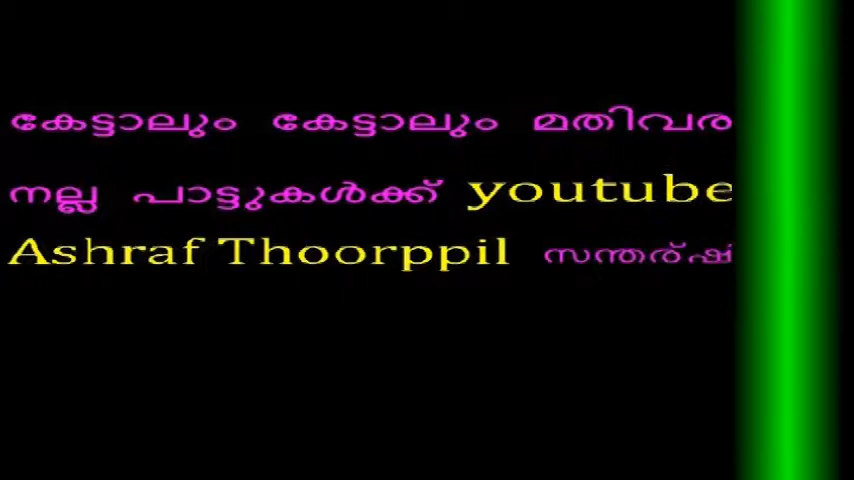 കേട്ടാലും കേട്ടാലും മതിവര
നല്ല പാട്ടുകൾക്ക് youtube
Ashraf Thoorppil